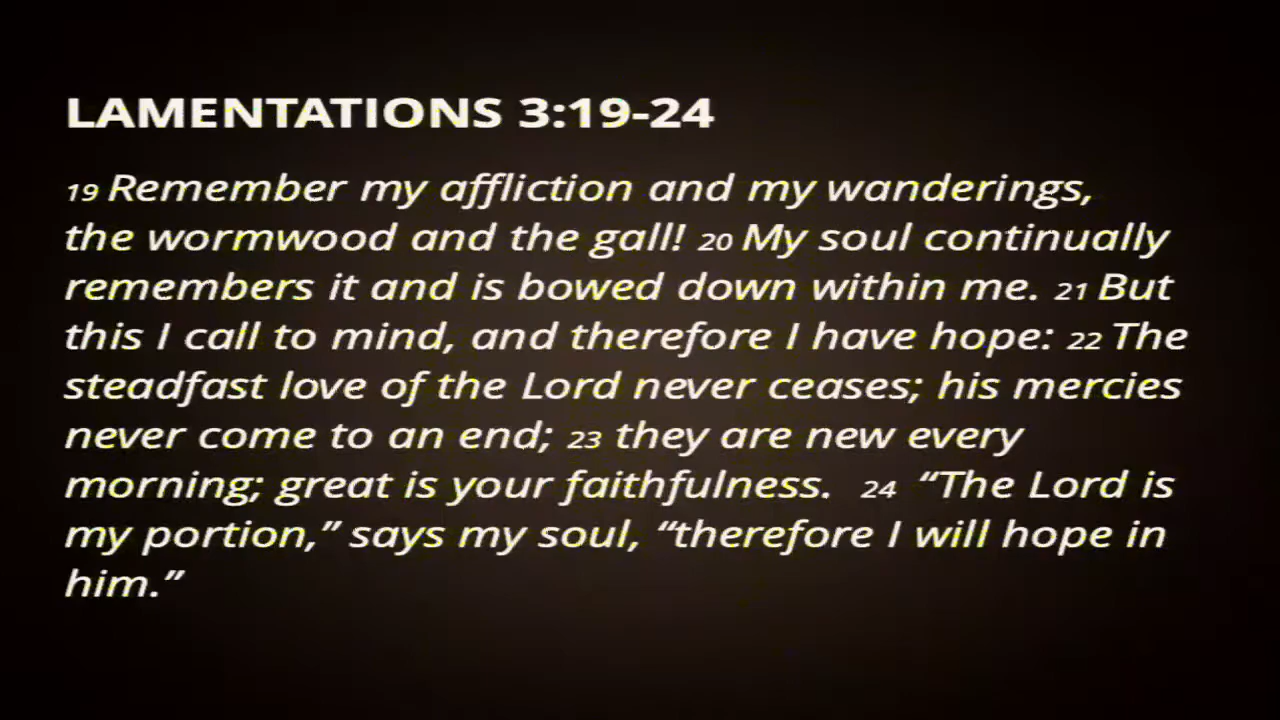 LAMENTATIONS 3:19-24
19 Remember my affliction and my wanderings,
the wormwood and the gall! 20 My soul continually
remembers it and is bowed down within me. 21 But
this I call to mind, and therefore I have hope: 22 The
steadfast love of the Lord never ceases; his mercies
never come to an end; 23 they are new every
morning; great is your faithfulness. 24 “The Lord is
my portion,” says my soul, “therefore I will hope in
him.”